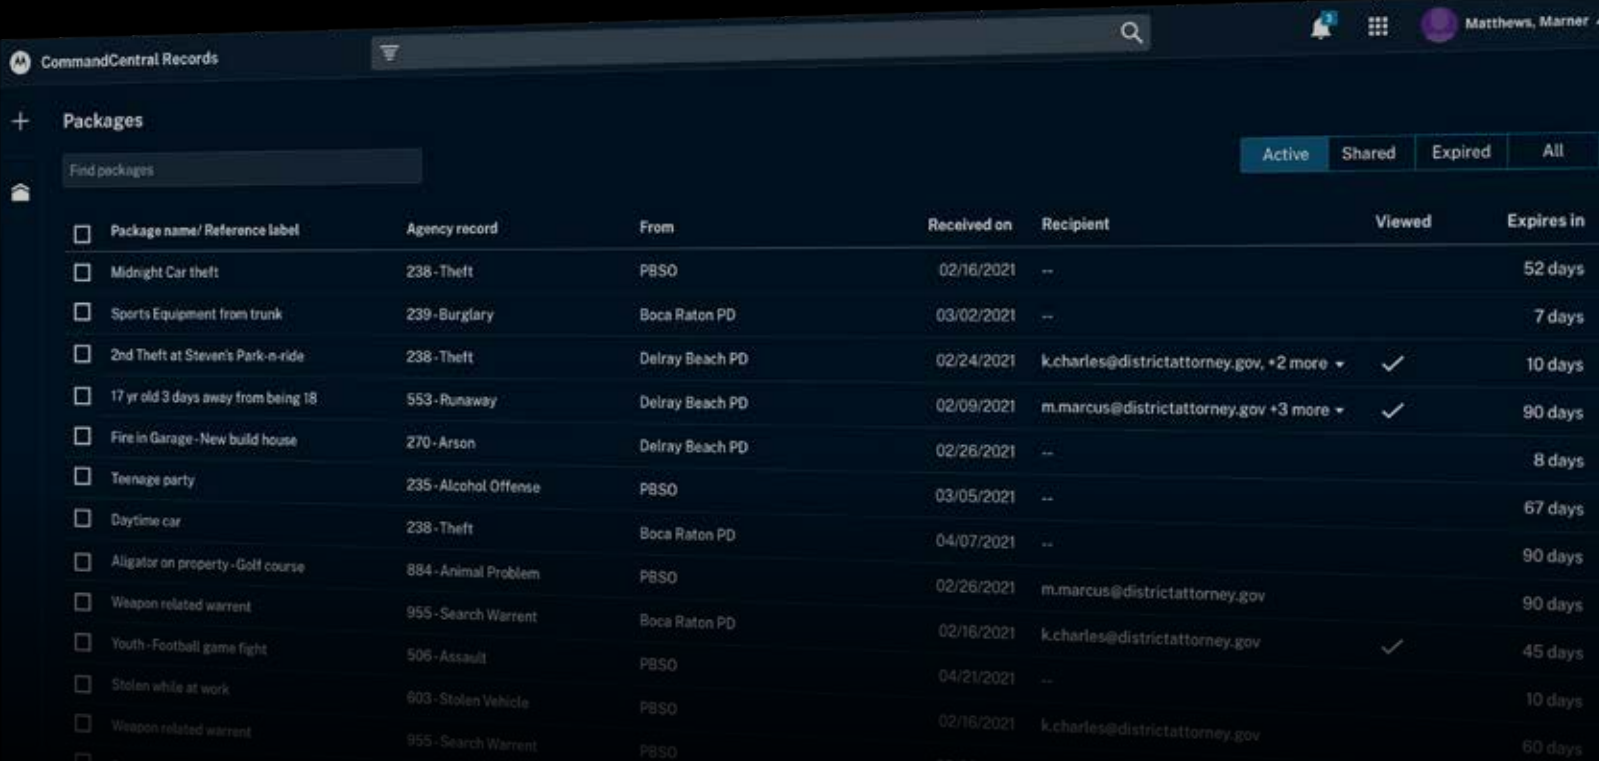 3
Matthews, Marner
CommandCentral Records
Packages
Find packages
Active Shared Expired All
Package name/ Reference label Agency record From Received on Recipient Viewed Expires in
Midnight Car theft 238-Theft PBSO 02/16/2021 -- 52 days
Sports Equipment from trunk 239-Burglary Boca Raton PD 03/02/2021 -- 7 days
2nd Theft at Steven's Park-n-ride 238-Theft Delray Beach PD 02/24/2021 k.charles@districtattorney.gov, +2 more 10 days
17 yr old 3 days away from being 18 553-Runaway Delray Beach PD 02/09/2021 m.marcus@districtattorney.gov +3 more 90 days
Fire in Garage-New build house 270-Arson Delray Beach PD 02/26/2021 -- 8 days
Teenage party 235-Alcohol Offense PBSO 03/05/2021 -- 67 days
Daytime car 238-Theft Boca Raton PD 04/07/2021 -- 90 days
Aligator on property-Golf course 884-Animal Problem PBSO 02/26/2021 m.marcus@districtattorney.gov 90 days
Weapon related warrent 955-Search Warrent Boca Raton PD 02/16/2021 k.charles@districtattorney.gov 45 days
Youth-Football game fight 506-Assault PBSO 04/21/2021 -- 10 days
Stolen while at work 603-Stolen Vehicle PBSO 02/16/2021 k.charles@districtattorney.gov 60 days
Weapon related warrent 955-Search Warrent PBSO